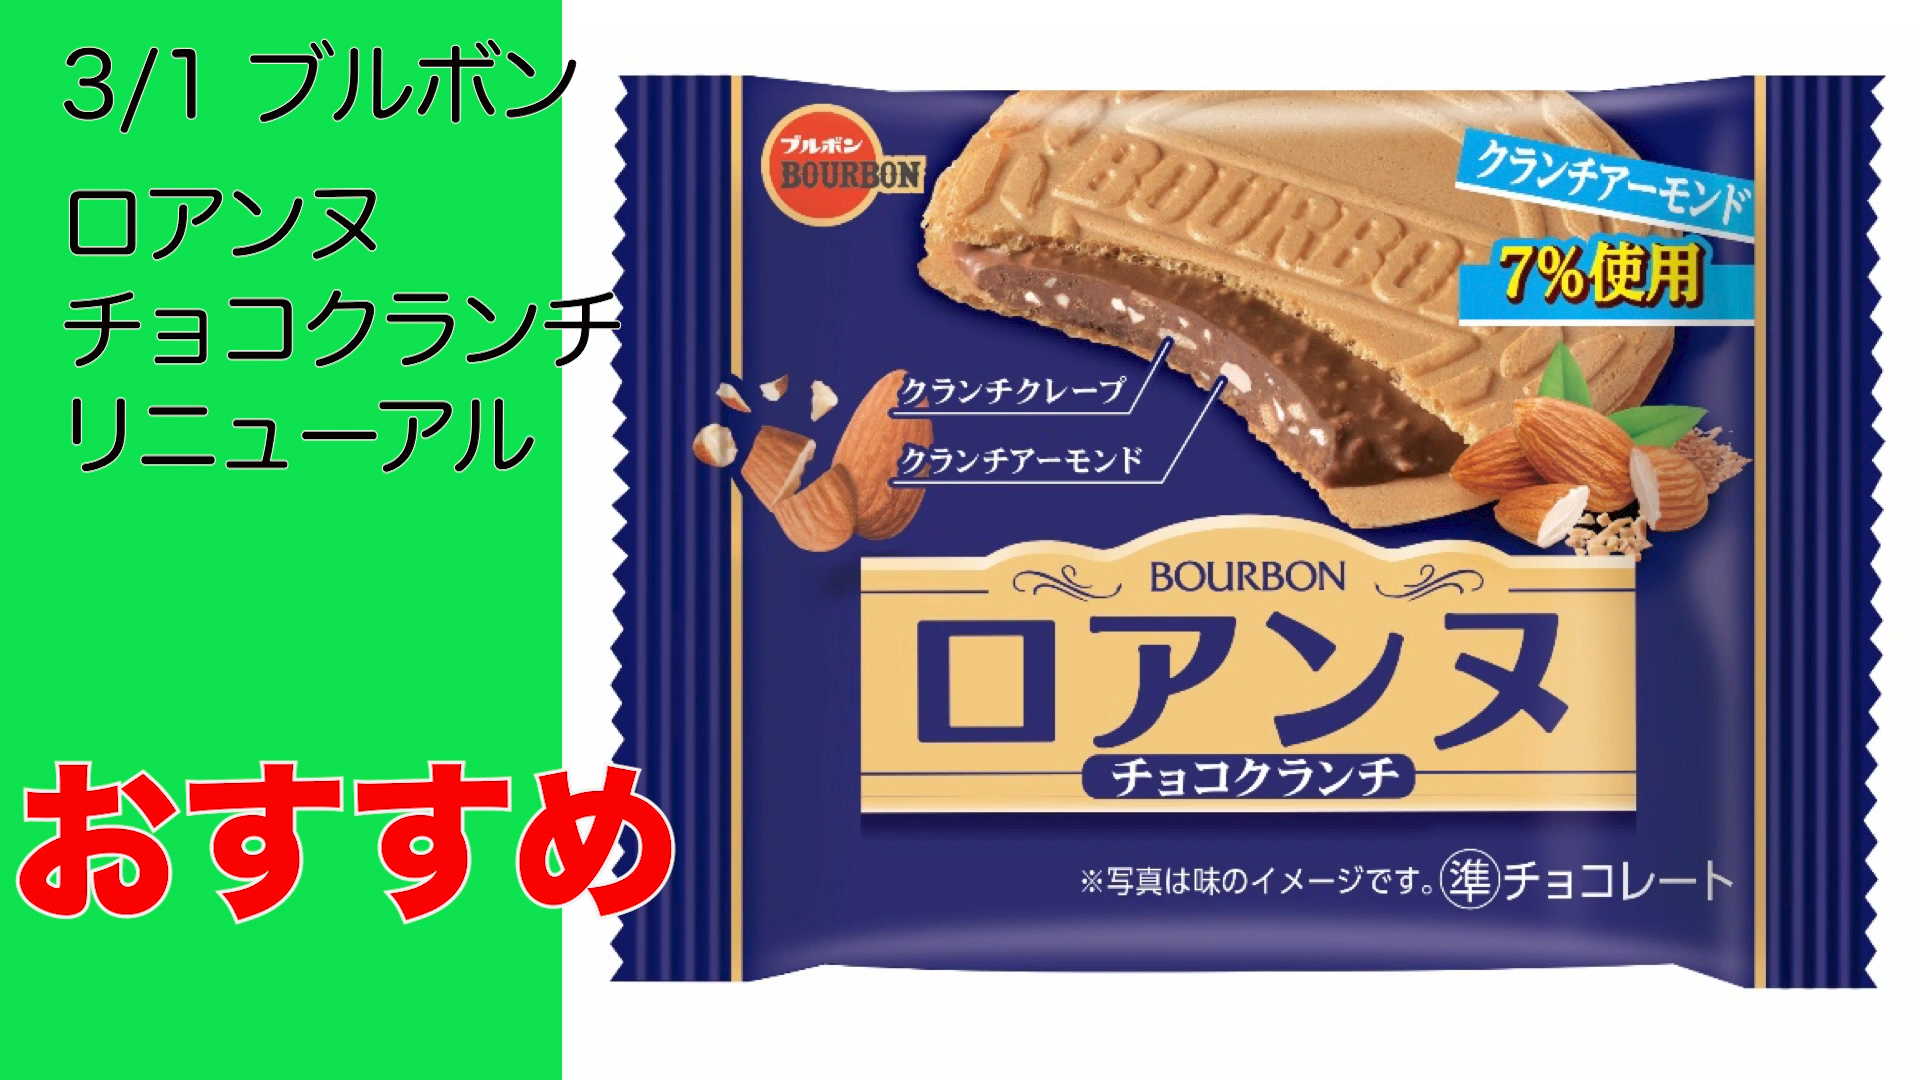 3/1 ブルボン
ロアンヌ
チョコクランチ
リニューアル
おすすめ
ブルボン
BOURBON
BOURBO
クランチアーモンド
7%使用
クランチクレープ
クランチアーモンド
BOURBON
ロアンヌ
チョコクランチ
※写真は味のイメージです。 準チョコレート